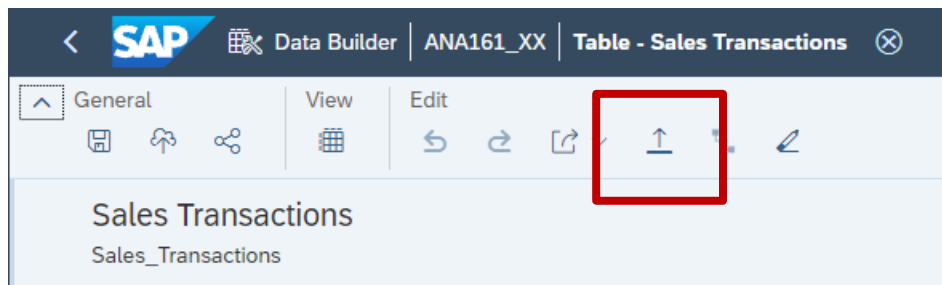 SAP Data Builder ANA161_XX Table - Sales Transactions
General View Edit
Sales Transactions
Sales_Transactions